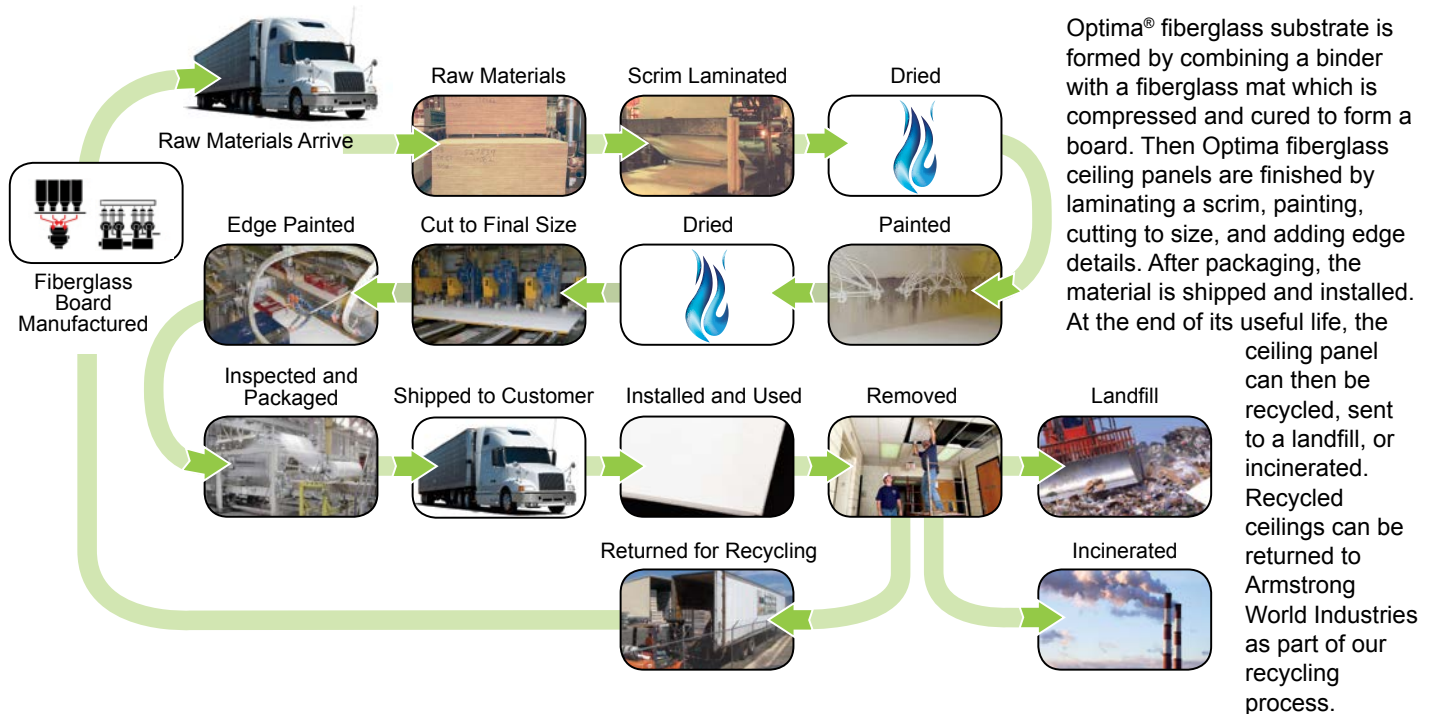 Raw Materials Arrive
Raw Materials
Scrim Laminated
Dried
Fiberglass
Board
Manufactured
Edge Painted
Cut to Final Size
Dried
Painted
Inspected and
Packaged
Shipped to Customer
Installed and Used
Removed
Landfill
Returned for Recycling
Incinerated
Optima® fiberglass substrate is
formed by combining a binder
with a fiberglass mat which is
compressed and cured to form a
board. Then Optima fiberglass
ceiling panels are finished by
laminating a scrim, painting,
cutting to size, and adding edge
details. After packaging, the
material is shipped and installed.
At the end of its useful life, the
ceiling panel
can then be
recycled, sent
to a landfill, or
incinerated.
Recycled
ceilings can be
returned to
Armstrong
World Industries
as part of our
recycling
process.